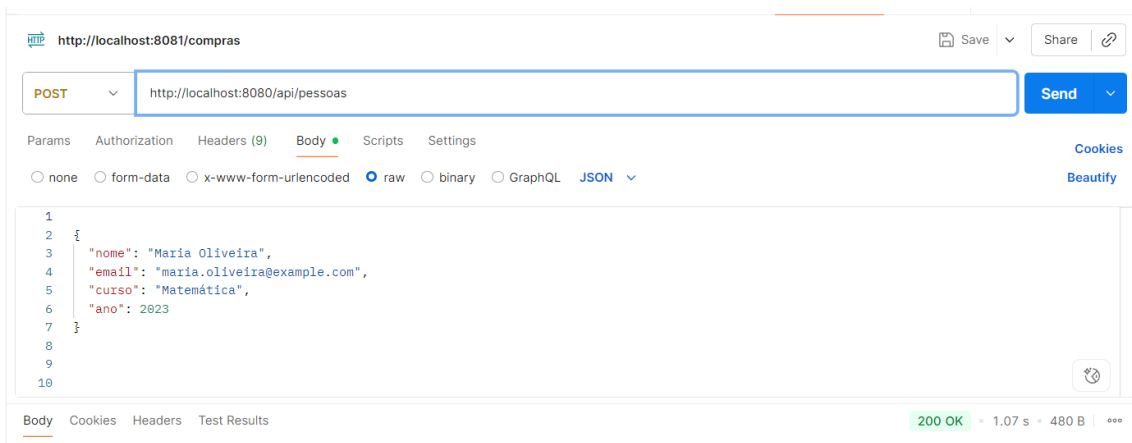 HTTP http://localhost:8081/compras Save Share
POST http://localhost:8080/api/pessoas Send
Params Authorization Headers (9) Body Scripts Settings Cookies
none form-data x-www-form-urlencoded raw binary GraphQL JSON Beautify
1
2 {
3 "nome": "Maria Oliveira",
4 "email": "maria.oliveira@example.com",
5 "curso": "Matemática",
6 "ano": 2023
7 }
8
9
10
Body Cookies Headers Test Results 200 OK • 1.07 s • 480 B